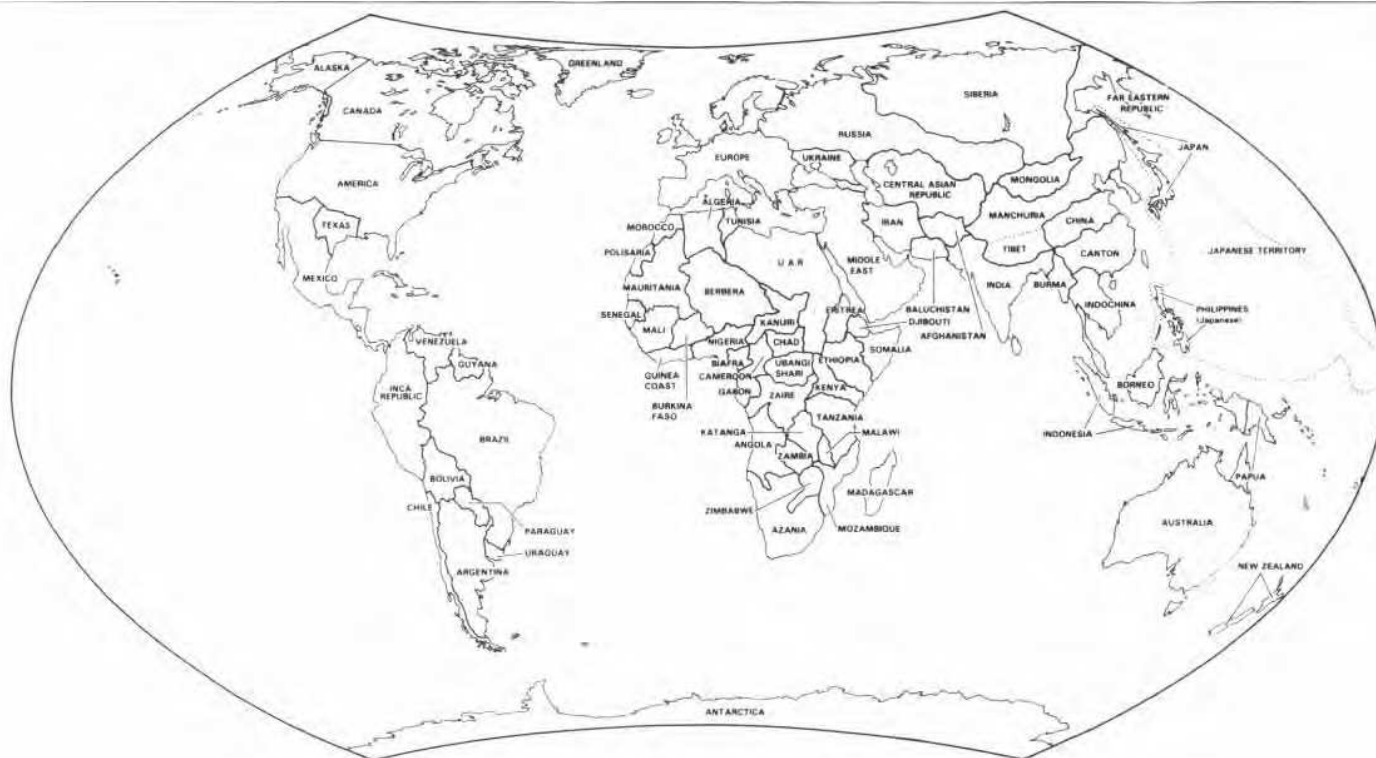 ALASKA
GREENLAND
CANADA
AMERICA
TEXAS
MEXICO
VENEZUELA
GUYANA
INCA
REPUBLIC
BRAZIL
BOLIVIA
CHILE
PARAGUAY
URAGUAY
ARGENTINA
EUROPE
UKRAINE
RUSSIA
SIBERIA
FAR EASTERN
REPUBLIC
JAPAN
CENTRAL ASIAN
REPUBLIC
MONGOLIA
MANCHURIA
CHINA
TIBET
CANTON
IRAN
MIDDLE
EAST
INDIA
BURMA
INDOCHINA
BALUCHISTAN
AFGHANISTAN
JAPANESE TERRITORY
PHILIPPINES
(Japanese)
BORNEO
INDONESIA
PAPUA
AUSTRALIA
NEW ZEALAND
ALGERIA
TUNISIA
MOROCCO
POLISARIA
MAURITANIA
SENEGAL
MALI
GUINEA
COAST
BURKINA
FASO
BERBERA
U A R
KANURI
NIGERIA
CHAD
BIAFRA
CAMEROON
UBANGI
SHARI
GABON
ZAIRE
ERITREA
DJIBOUTI
SOMALIA
ETHIOPIA
KENYA
TANZANIA
KATANGA
MALAWI
ANGOLA
ZAMBIA
ZIMBABWE
MADAGASCAR
MOZAMBIQUE
AZANIA
ANTARCTICA